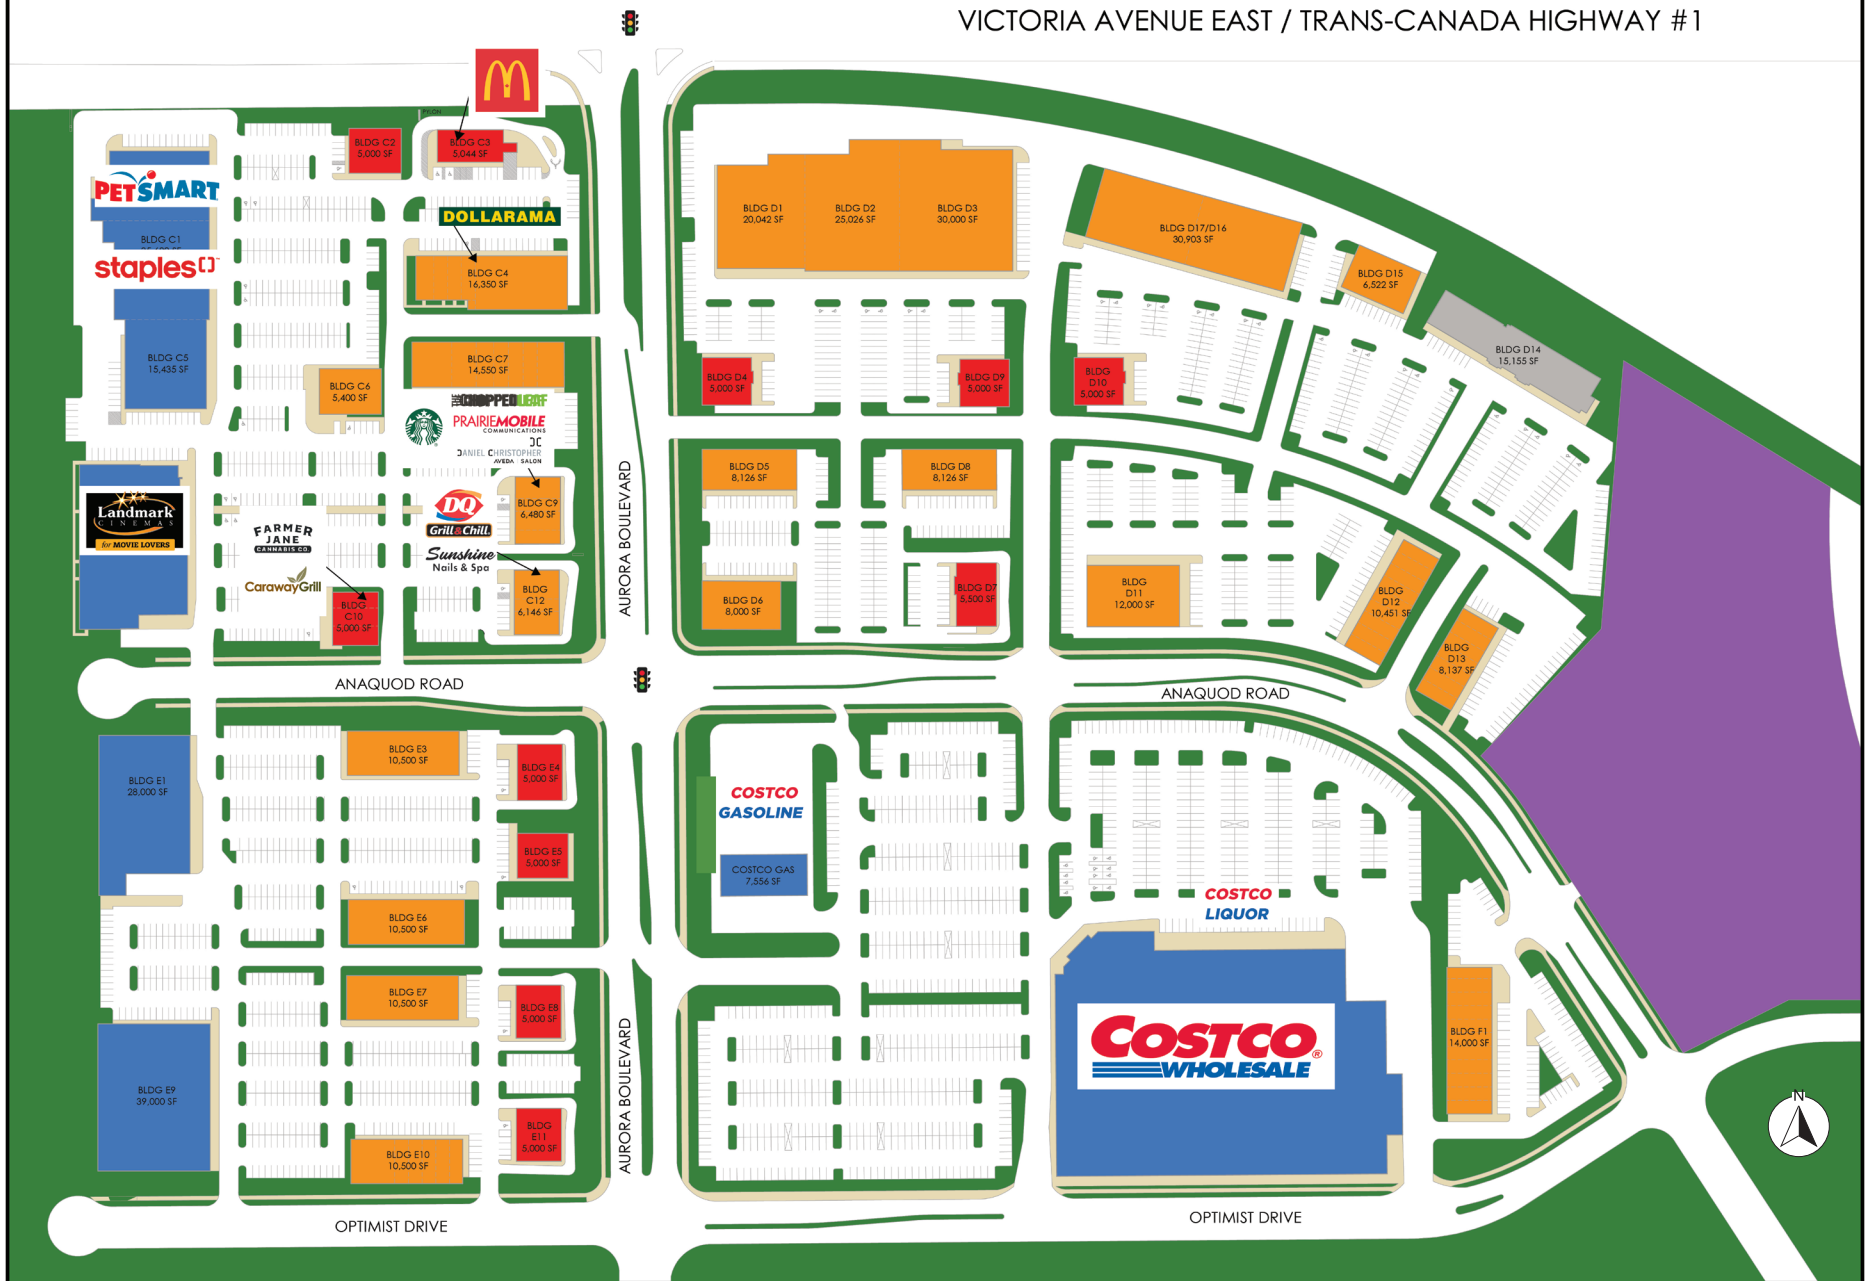 VICTORIA AVENUE EAST / TRANS-CANADA HIGHWAY #1
PYLON
BLDG C2
5,000 SF
BLDG C3
5,044 SF
PETSMART
BLDG C1
staples
DOLLARAMA
BLDG C4
16,350 SF
BLDG C5
15,435 SF
BLDG C7
14,550 SF
BLDG C6
5,400 SF
THE CHOPPED LEAF
PRAIRIEMOBILE
COMMUNICATIONS
DC
DANIEL CHRISTOPHER
AVEDA SALON
Landmark
CINEMAS
for MOVIE LOVERS
FARMER
JANE
CANNABIS CO.
CarawayGrill
DQ
Grill&Chill
Sunshine
Nails & Spa
BLDG C9
6,480 SF
BLDG
C12
6,146 SF
BLDG
C10
5,000 SF
AURORA BOULEVARD
BLDG D1
20,042 SF
BLDG D2
25,026 SF
BLDG D3
30,000 SF
BLDG D17/D16
30,903 SF
BLDG D15
6,522 SF
BLDG D14
15,155 SF
BLDG D4
5,000 SF
BLDG D9
5,000 SF
BLDG
D10
5,000 SF
BLDG D5
8,126 SF
BLDG D8
8,126 SF
BLDG D6
8,000 SF
BLDG D7
5,500 SF
BLDG
D11
12,000 SF
BLDG
D12
10,451 SF
BLDG
D13
8,137 SF
ANAQUOD ROAD
ANAQUOD ROAD
BLDG E1
28,000 SF
BLDG E3
10,500 SF
BLDG E4
5,000 SF
BLDG E5
5,000 SF
BLDG E6
10,500 SF
BLDG E7
10,500 SF
BLDG E8
5,000 SF
BLDG E9
39,000 SF
BLDG E10
10,500 SF
BLDG
E11
5,000 SF
AURORA BOULEVARD
COSTCO
GASOLINE
COSTCO GAS
7,556 SF
COSTCO
LIQUOR
COSTCO
WHOLESALE
®
BLDG F1
14,000 SF
N
OPTIMIST DRIVE
OPTIMIST DRIVE